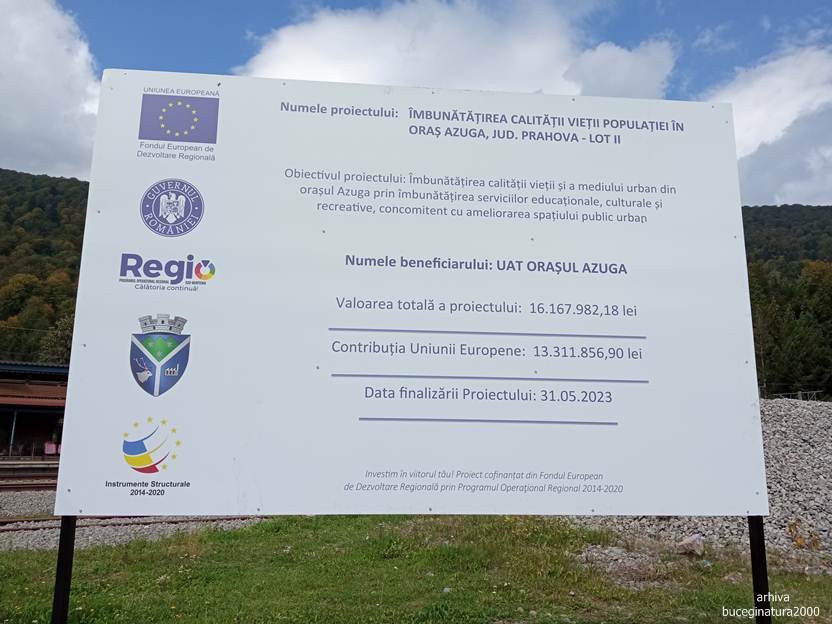 UNIUNEA EUROPEANĂ
Fondul European de
Dezvoltare Regională
GUVERNUL ROMÂNIEI
Regio
PROGRAMUL OPERAȚIONAL REGIONAL
Călătoria continuă!
Instrumente Structurale
2014-2020
Numele proiectului: ÎMBUNĂTĂȚIREA CALITĂȚII VIEȚII POPULAȚIEI ÎN
ORAȘ AZUGA, JUD. PRAHOVA - LOT II
Obiectivul proiectului: Îmbunătățirea calității vieții și a mediului urban din
orașul Azuga prin îmbunătățirea serviciilor educaționale, culturale și
recreative, concomitent cu ameliorarea spațiului public urban
Numele beneficiarului: UAT ORAȘUL AZUGA
Valoarea totală a proiectului: 16.167.982,18 lei
Contribuția Uniunii Europene: 13.311.856,90 lei
Data finalizării Proiectului: 31.05.2023
Investim în viitorul tău! Proiect cofinanțat din Fondul European
de Dezvoltare Regională prin Programul Operațional Regional 2014-2020
arhiva
buceginatura2000